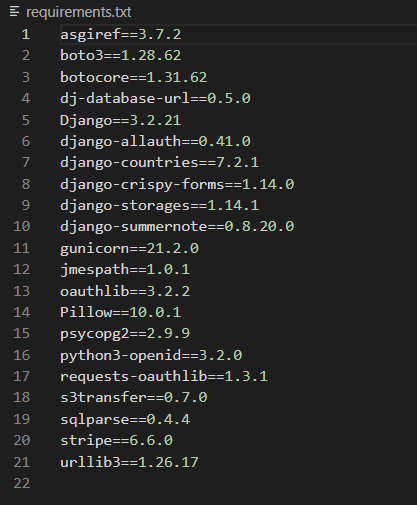 requirements.txt
1 asgiref==3.7.2
2 boto3==1.28.62
3 botocore==1.31.62
4 dj-database-url==0.5.0
5 Django==3.2.21
6 django-allauth==0.41.0
7 django-countries==7.2.1
8 django-crispy-forms==1.14.0
9 django-storages==1.14.1
10 django-summernote==0.8.20.0
11 gunicorn==21.2.0
12 jmespath==1.0.1
13 oauthlib==3.2.2
14 Pillow==10.0.1
15 psycopg2==2.9.9
16 python3-openid==3.2.0
17 requests-oauthlib==1.3.1
18 s3transfer==0.7.0
19 sqlparse==0.4.4
20 stripe==6.6.0
21 urllib3==1.26.17
22